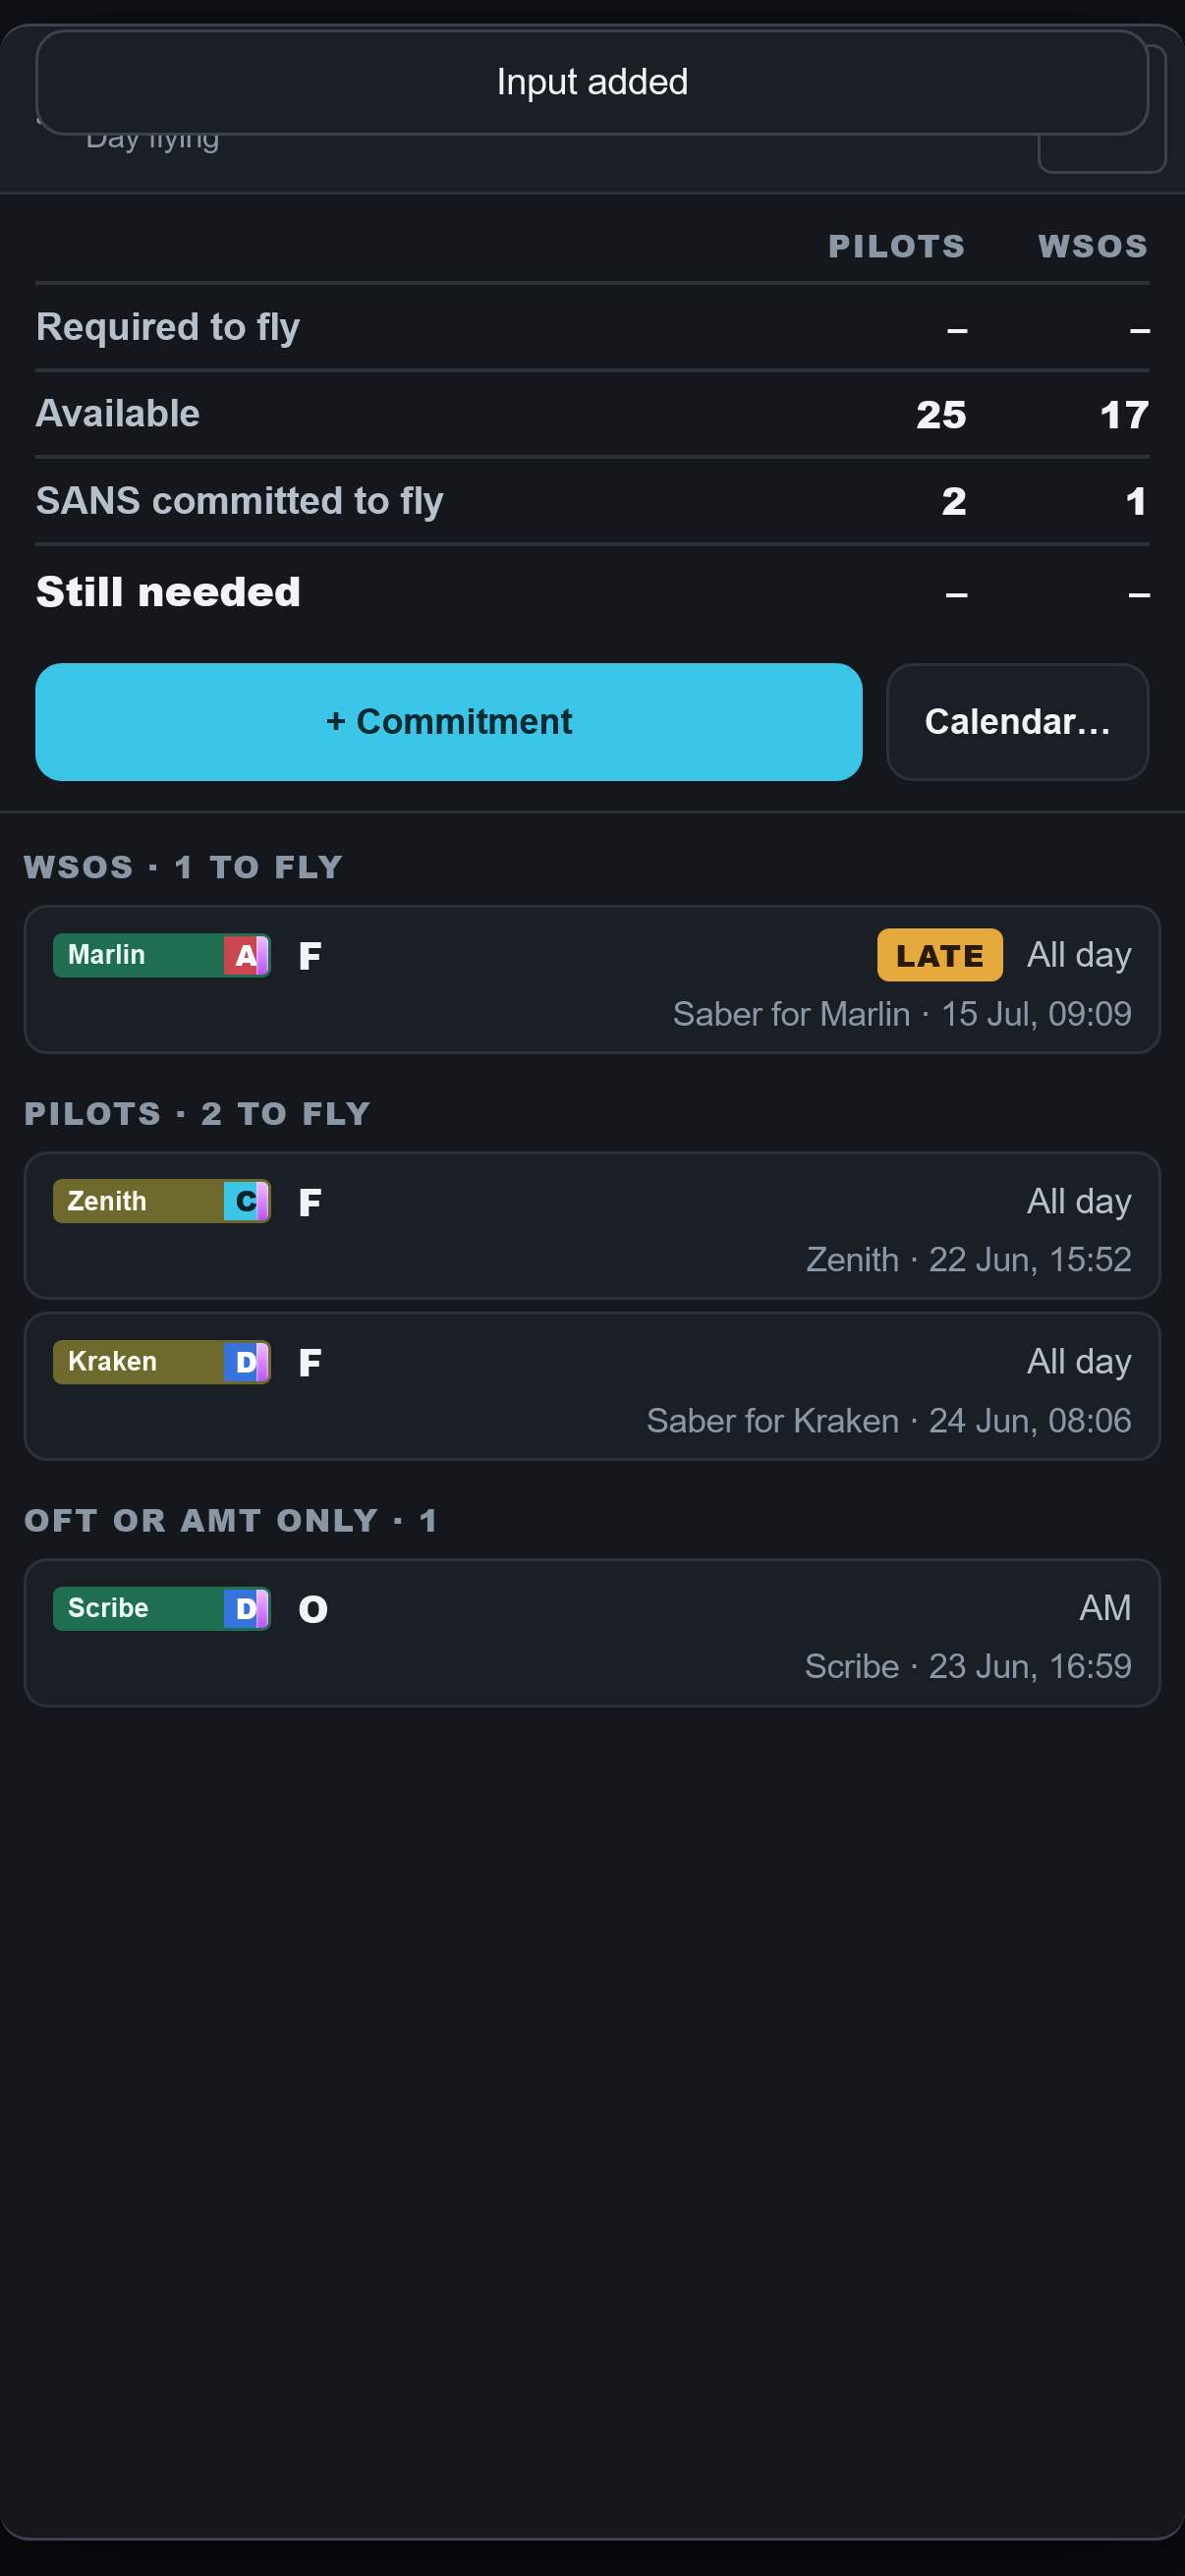 Input added
Day flying
PILOTS WSOS
Required to fly – –
Available 25 17
SANS committed to fly 2 1
Still needed – –
+ Commitment Calendar…
WSOS · 1 TO FLY
Marlin A F LATE All day
Saber for Marlin · 15 Jul, 09:09
PILOTS · 2 TO FLY
Zenith C F All day
Zenith · 22 Jun, 15:52
Kraken D F All day
Saber for Kraken · 24 Jun, 08:06
OFT OR AMT ONLY · 1
Scribe D O AM
Scribe · 23 Jun, 16:59